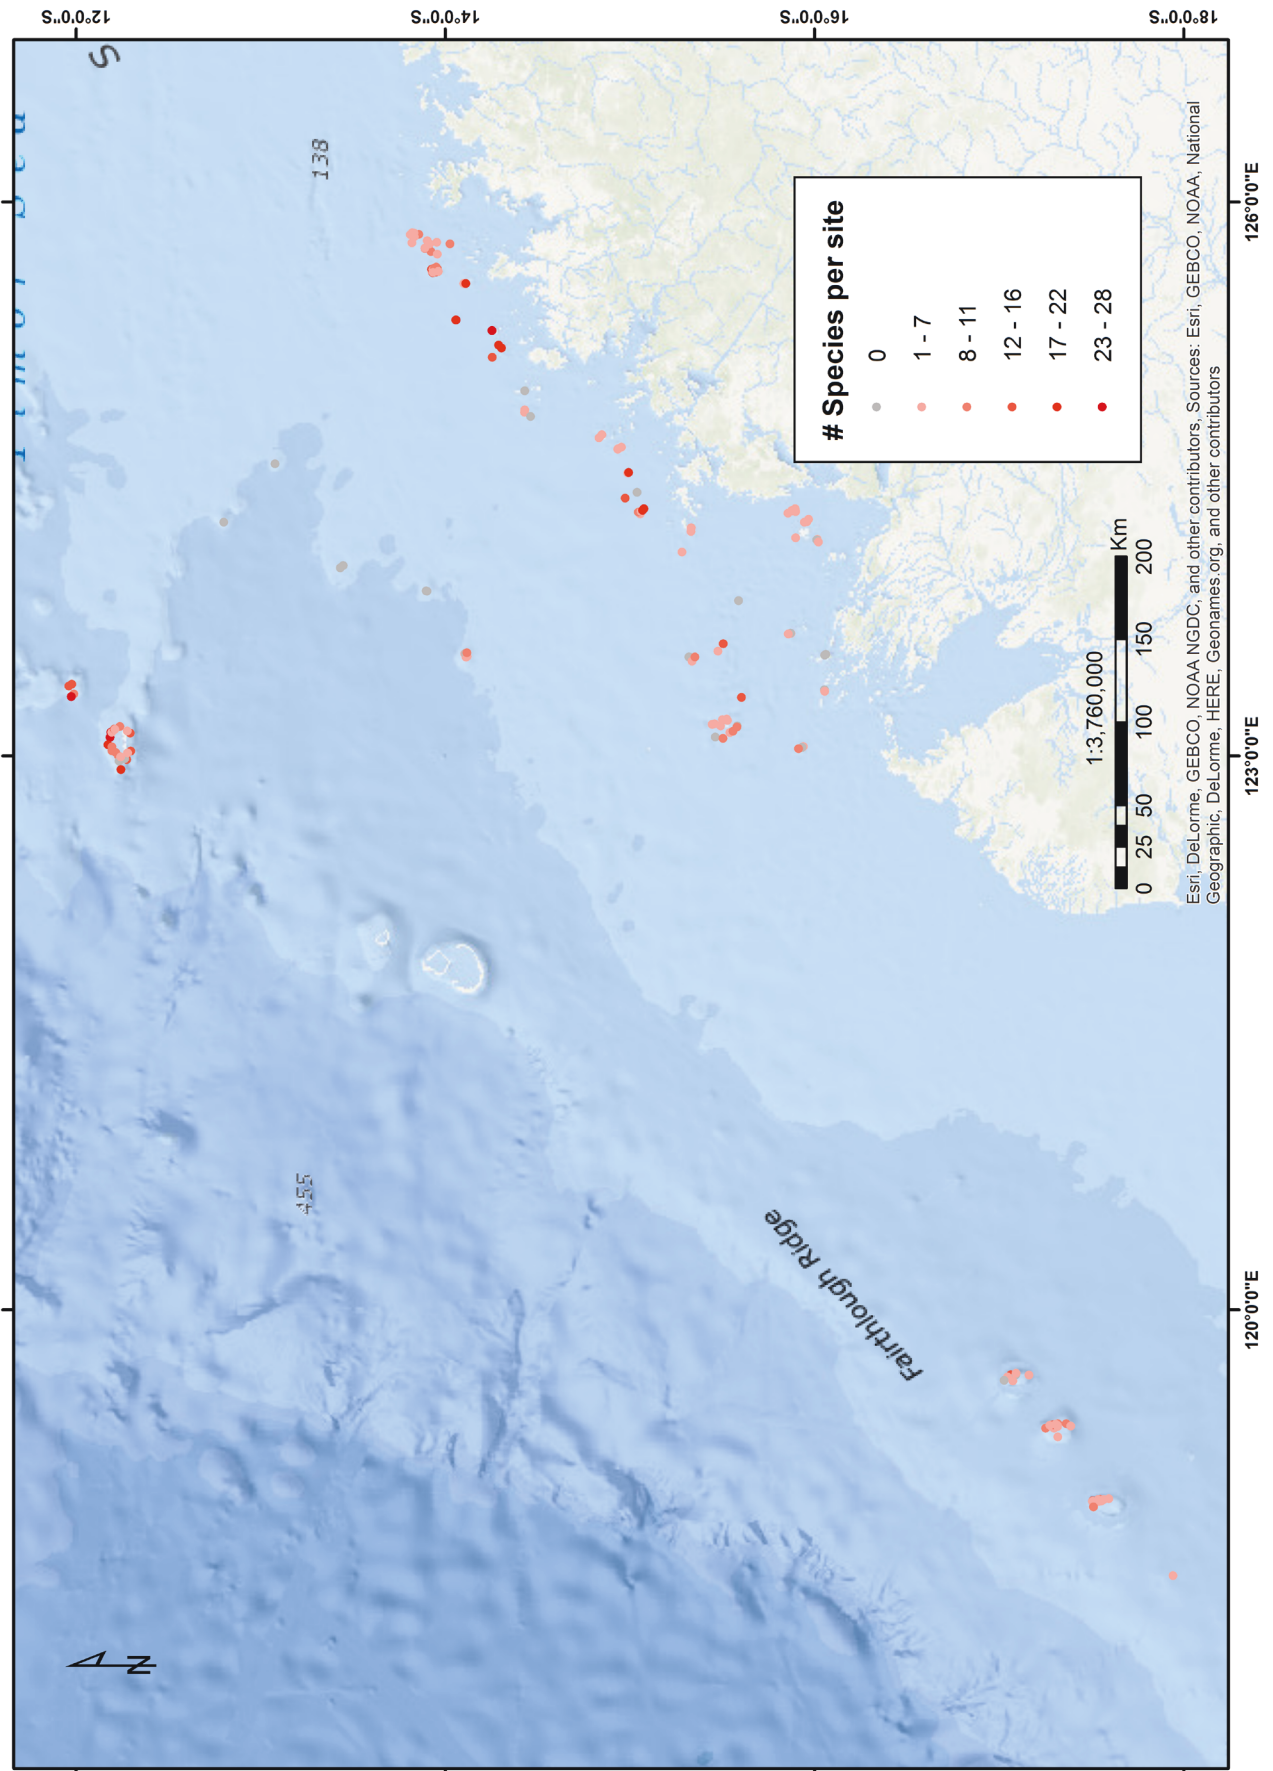 S
138
455
Fairthlough Ridge
N
12°0'0"S
14°0'0"S
16°0'0"S
18°0'0"S
120°0'0"E
123°0'0"E
126°0'0"E
# Species per site
0
1 - 7
8 - 11
12 - 16
17 - 22
23 - 28
1:3,760,000
0 25 50 100 150 200
Km
Esri, DeLorme, GEBCO, NOAA NGDC, and other contributors, Sources: Esri, GEBCO, NOAA, National
Geographic, DeLorme, HERE, Geonames.org, and other contributors